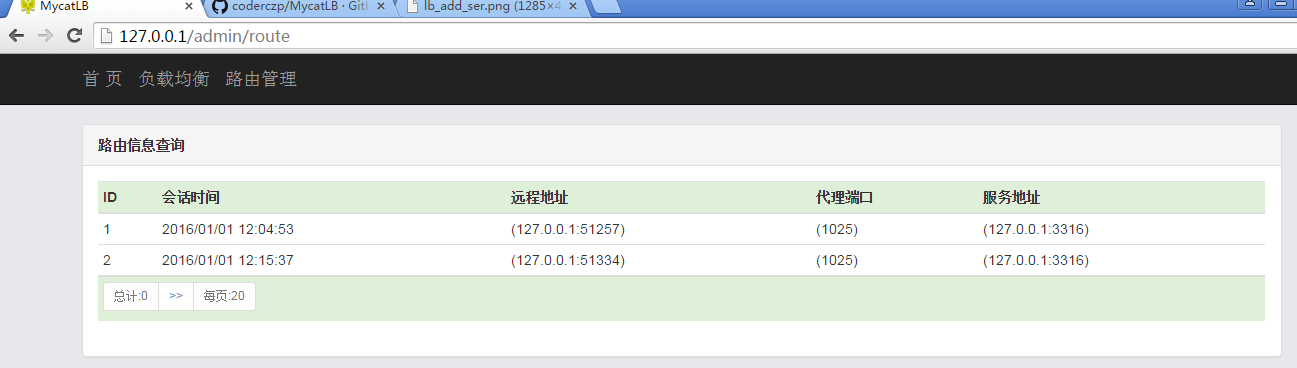 MycatLB × coderczp/MycatLB · Gitl × lb_add_ser.png (1285×4 ×
127.0.0.1/admin/route
首 页 负载均衡 路由管理
路由信息查询
ID 会话时间 远程地址 代理端口 服务地址
1 2016/01/01 12:04:53 (127.0.0.1:51257) (1025) (127.0.0.1:3316)
2 2016/01/01 12:15:37 (127.0.0.1:51334) (1025) (127.0.0.1:3316)
总计:0 >> 每页:20